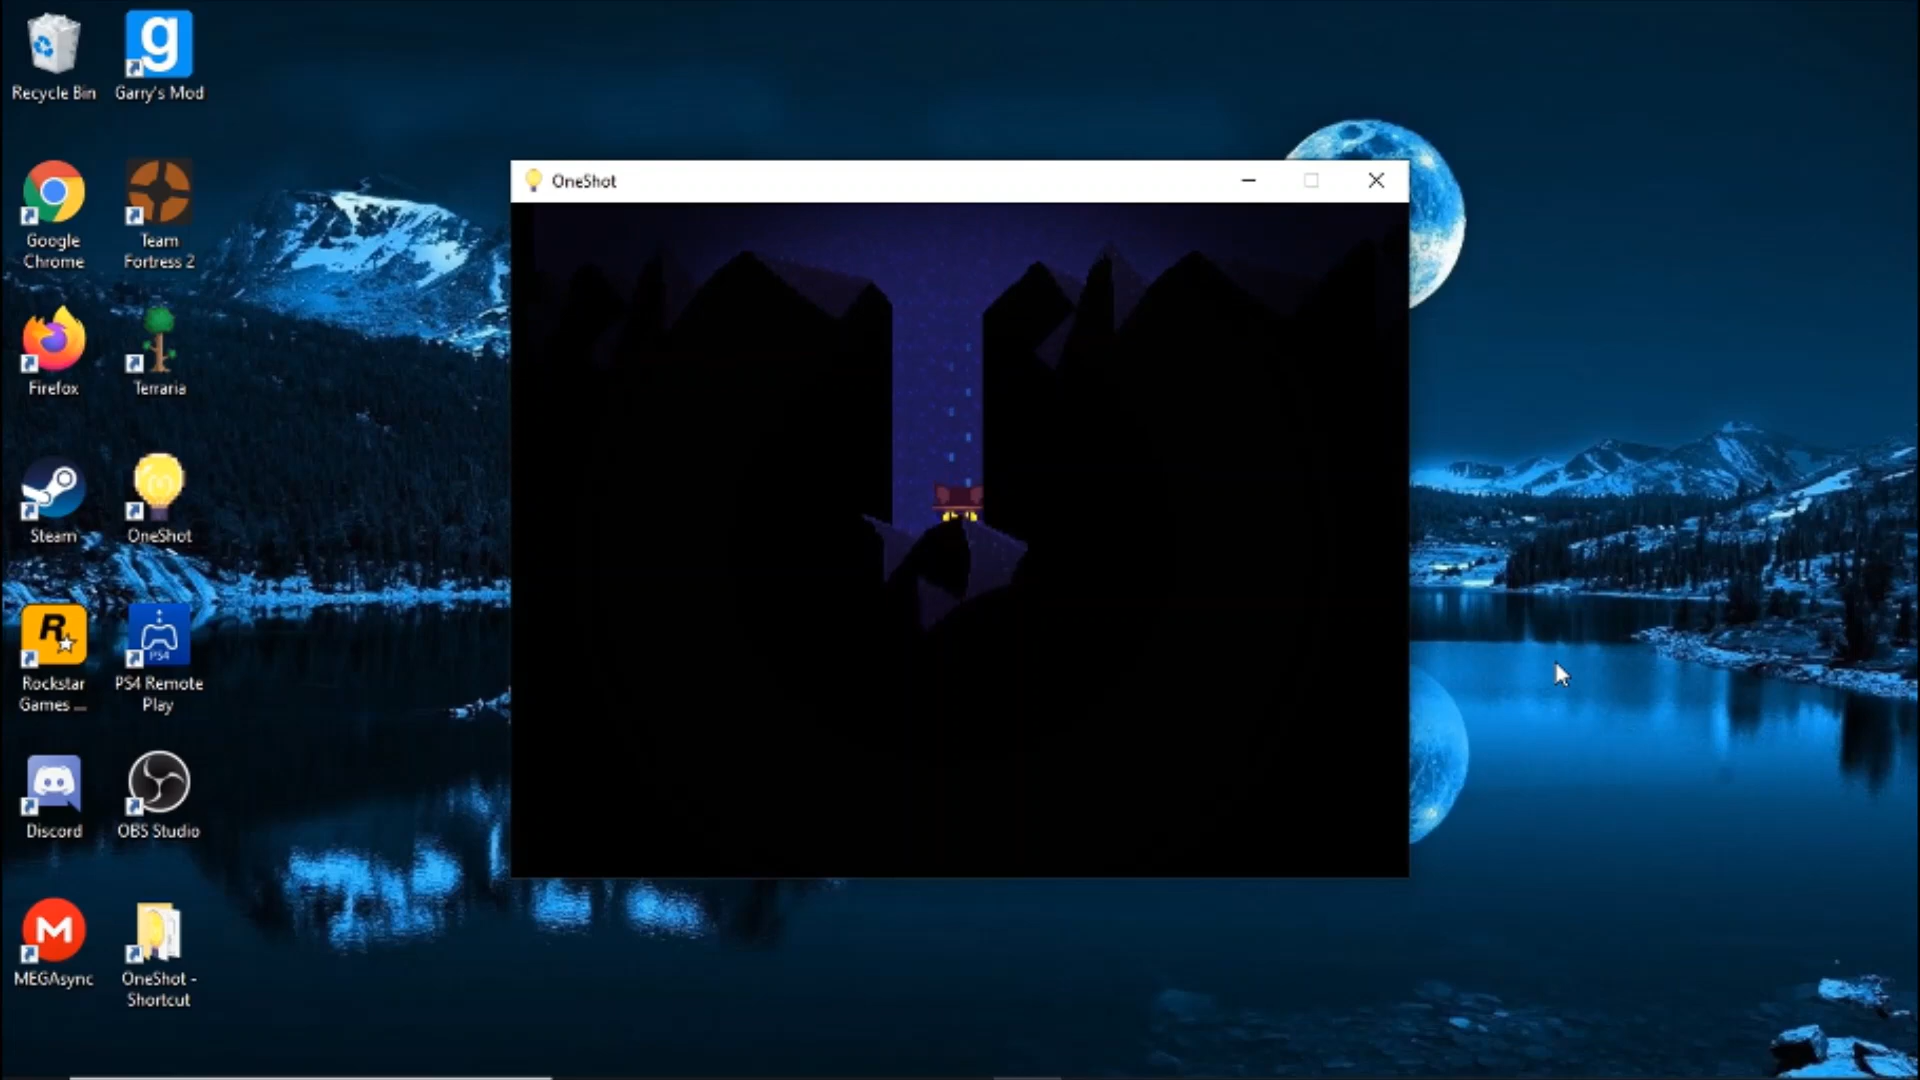 Recycle Bin
Garry's Mod
Google
Chrome
Team
Fortress 2
Firefox
Terraria
Steam
OneShot
Rockstar
Games ...
PS4
PS4 Remote
Play
Discord
OBS Studio
MEGAsync
OneShot -
Shortcut
OneShot